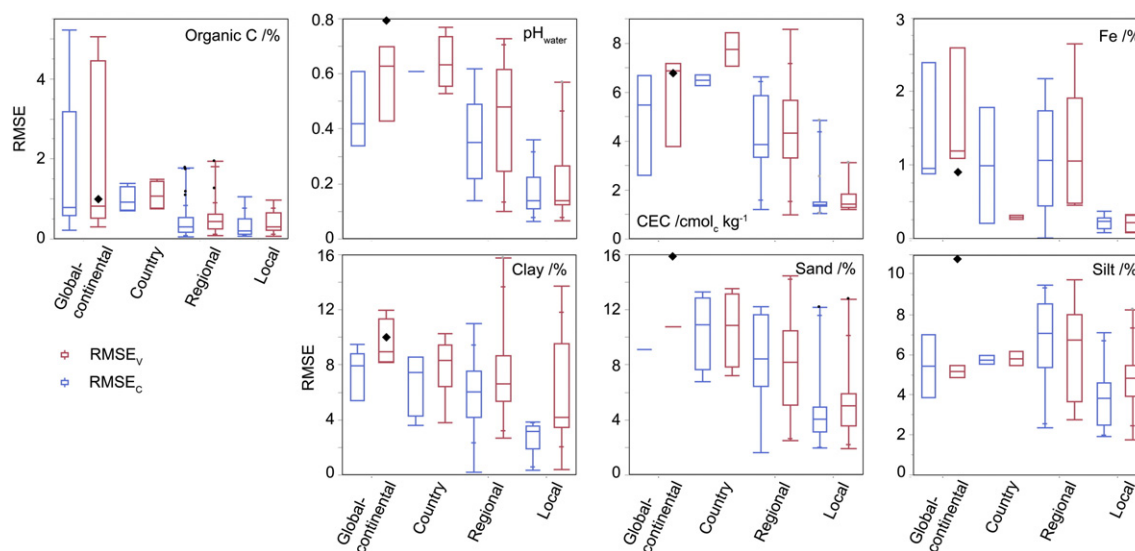 Organic C /%
RMSE
4
2
0
Global-
continental
Country
Regional
Local
RMSEV
RMSEC
pHwater
0.8
0.6
0.4
0.2
0
CEC /cmolc kg-1
8
6
4
2
0
Fe /%
3
2
1
0
Clay /%
RMSE
16
12
8
4
0
Global-
continental
Country
Regional
Local
Sand /%
16
12
8
4
0
Global-
continental
Country
Regional
Local
Silt /%
10
8
6
4
2
0
Global-
continental
Country
Regional
Local